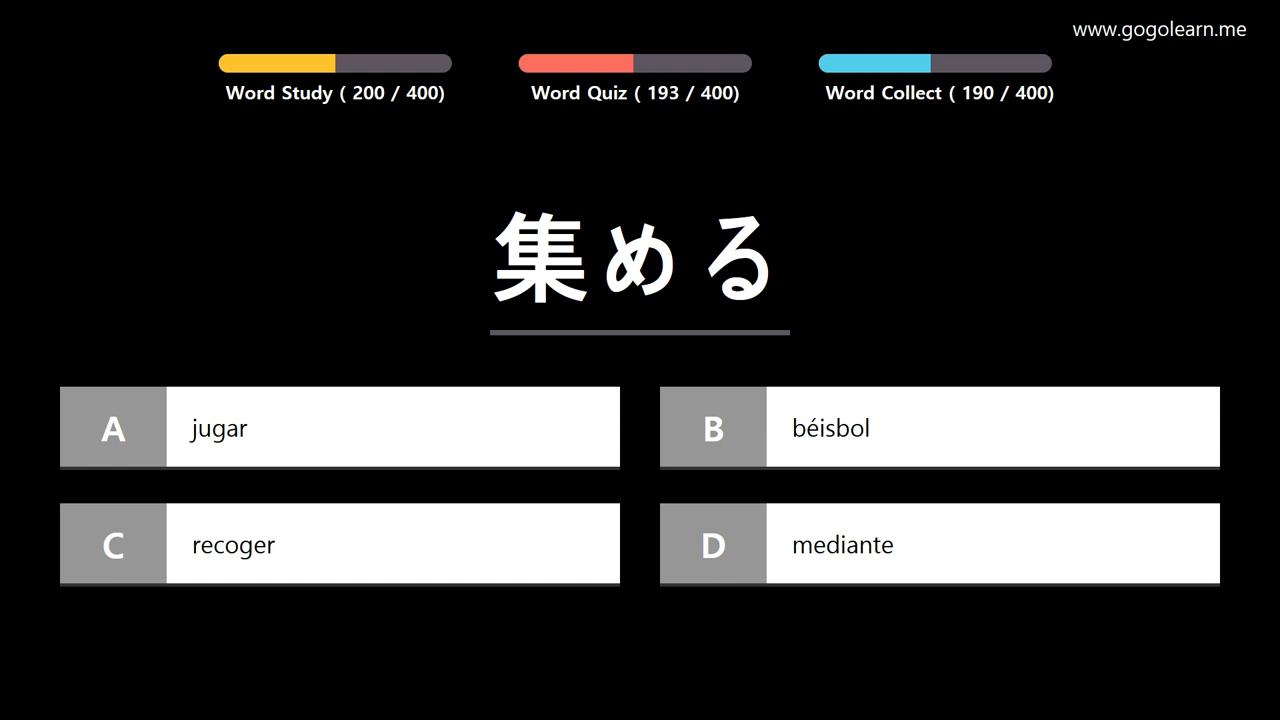 www.gogolearn.me
Word Study ( 200 / 400)
Word Quiz ( 193 / 400)
Word Collect ( 190 / 400)
集める
A jugar
B béisbol
C recoger
D mediante